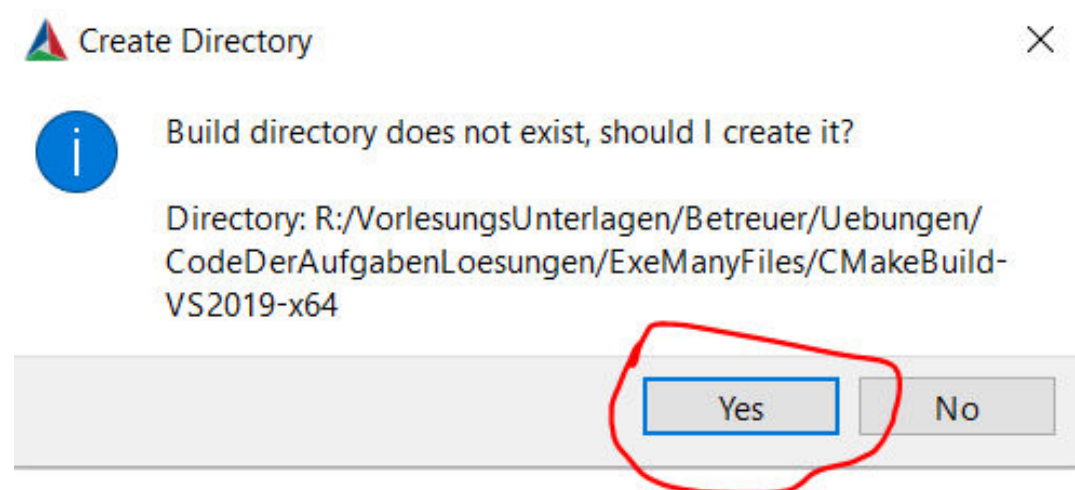 Create Directory
Build directory does not exist, should I create it?
Directory: R:/VorlesungsUnterlagen/Betreuer/Uebungen/
CodeDerAufgabenLoesungen/ExeManyFiles/CMakeBuild-
VS2019-x64
Yes No